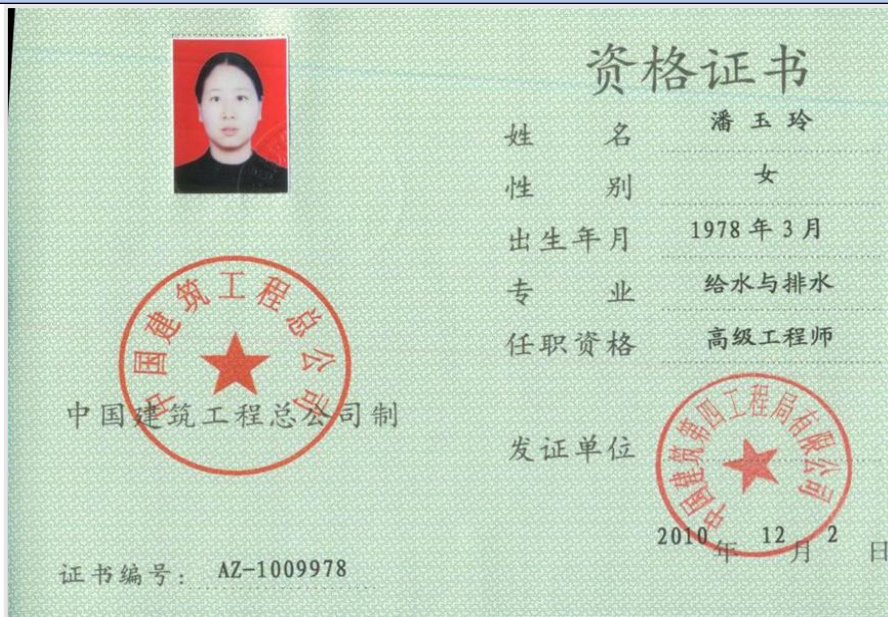 资格证书
姓 名 潘玉玲
性 别 女
出生年月 1978年3月
专 业 给水与排水
任职资格 高级工程师
发证单位
中国建筑第四工程局有限公司
2010年12月2日
中国建筑工程总公司
中国建筑工程总公司制
证书编号: AZ-1009978